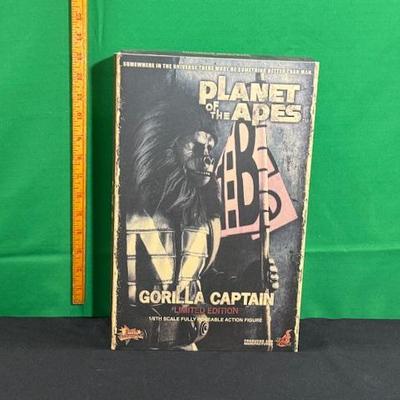 SOMEWHERE IN THE UNIVERSE THERE MUST BE SOMETHING BETTER THAN MAN
PLANET
OF THE APES
GORILLA CAPTAIN
LIMITED EDITION
1/6TH SCALE FULLY POSEABLE ACTION FIGURE